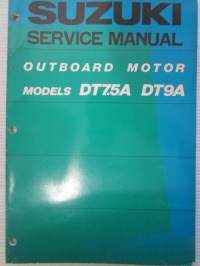 SUZUKI
SERVICE MANUAL
OUTBOARD MOTOR
MODELS DT7.5A DT9A